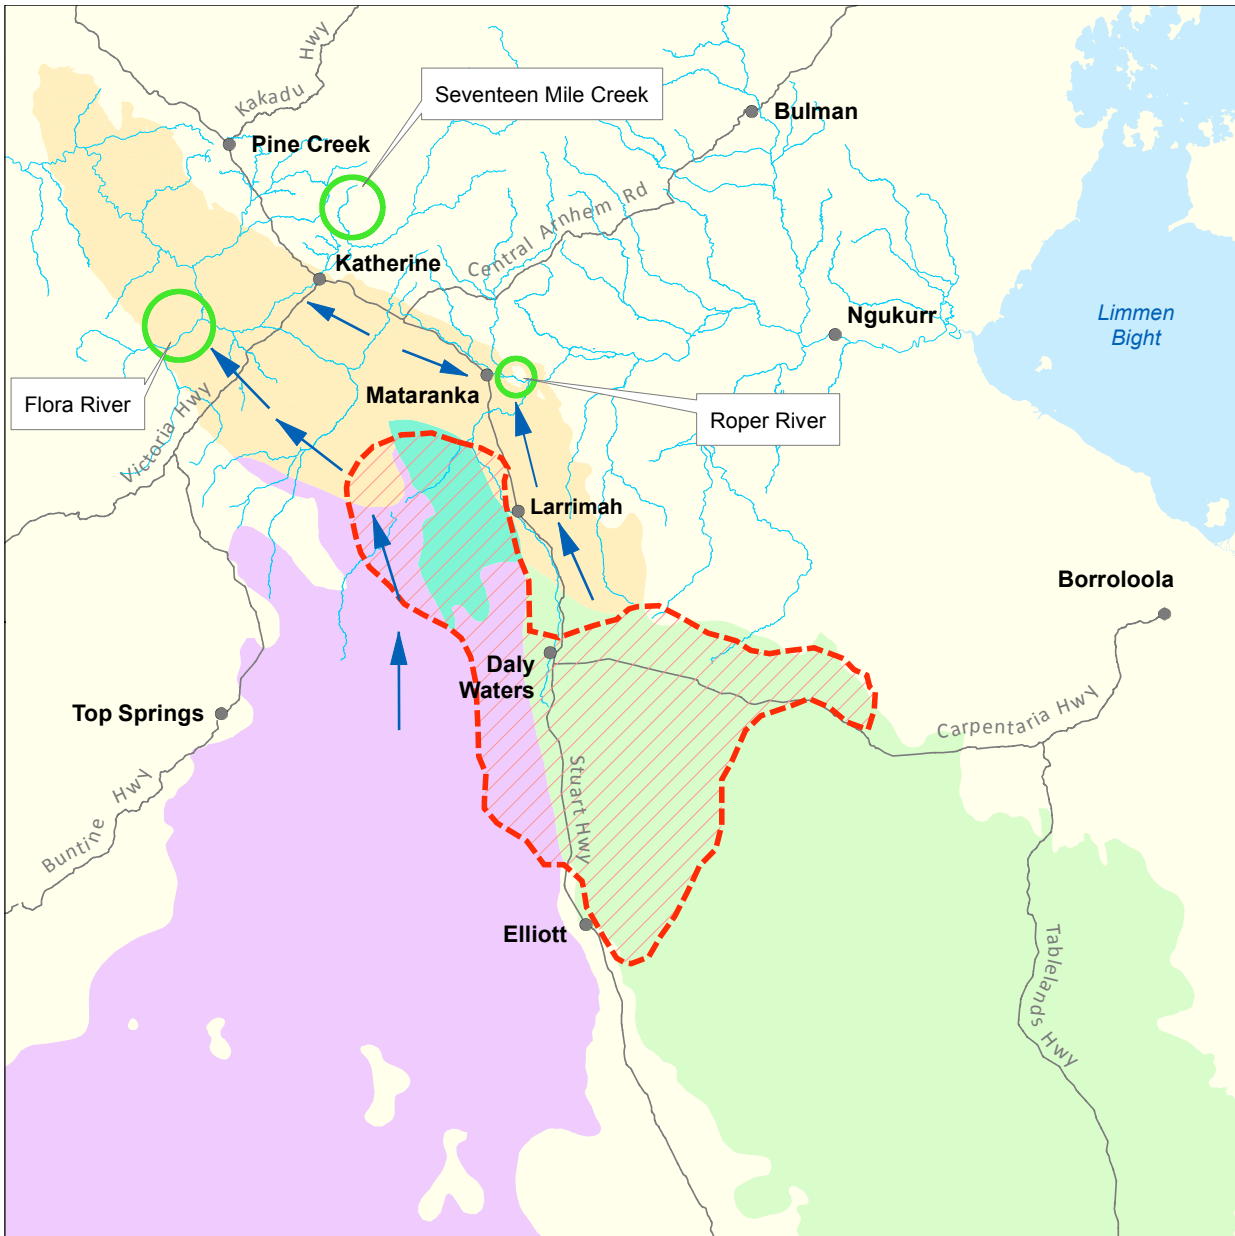 Kakadu Hwy
Seventeen Mile Creek
Bulman
Pine Creek
Central Arnhem Rd
Katherine
Limmen
Bight
Ngukurr
Flora River
Mataranka
Roper River
Victoria Hwy
Larrimah
Borroloola
Daly
Waters
Top Springs
Carpentaria Hwy
Stuart Hwy
Buntine Hwy
Elliott
Tablelands Hwy